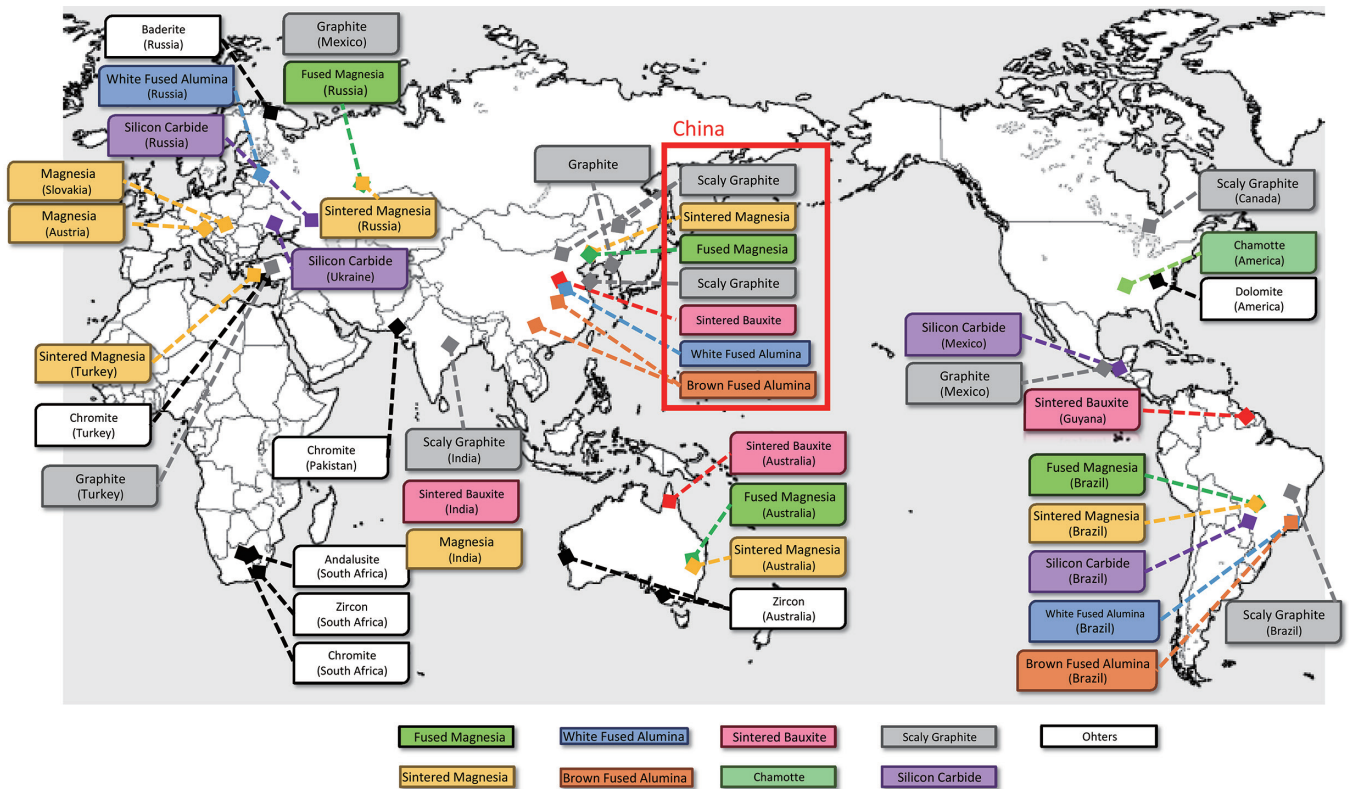 Baderite
(Russia)
Graphite
(Mexico)
White Fused Alumina
(Russia)
Fused Magnesia
(Russia)
Silicon Carbide
(Russia)
Magnesia
(Slovakia)
Magnesia
(Austria)
Sintered Magnesia
(Russia)
Silicon Carbide
(Ukraine)
Sintered Magnesia
(Turkey)
Chromite
(Turkey)
Graphite
(Turkey)
Chromite
(Pakistan)
Scaly Graphite
(India)
Sintered Bauxite
(India)
Magnesia
(India)
Andalusite
(South Africa)
Zircon
(South Africa)
Chromite
(South Africa)
Graphite
China
Scaly Graphite
Sintered Magnesia
Fused Magnesia
Scaly Graphite
Sintered Bauxite
White Fused Alumina
Brown Fused Alumina
Sintered Bauxite
(Australia)
Fused Magnesia
(Australia)
Sintered Magnesia
(Australia)
Zircon
(Australia)
Scaly Graphite
(Canada)
Chamotte
(America)
Dolomite
(America)
Silicon Carbide
(Mexico)
Graphite
(Mexico)
Sintered Bauxite
(Guyana)
Fused Magnesia
(Brazil)
Sintered Magnesia
(Brazil)
Silicon Carbide
(Brazil)
White Fused Alumina
(Brazil)
Brown Fused Alumina
(Brazil)
Scaly Graphite
(Brazil)
Fused Magnesia
White Fused Alumina
Sintered Bauxite
Scaly Graphite
Ohters
Sintered Magnesia
Brown Fused Alumina
Chamotte
Silicon Carbide